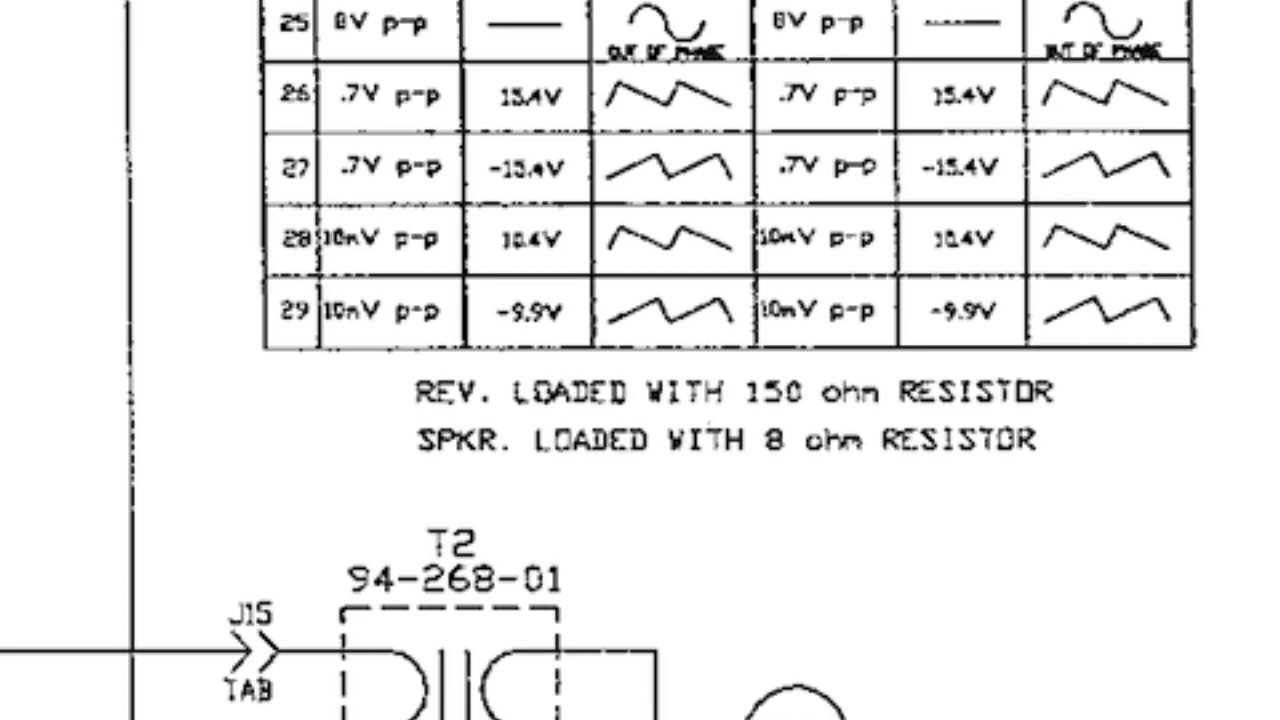 25 8V p-p 8V p-p
OUT OF PHASE OUT OF PHASE
26 .7V p-p 15.4V .7V p-p 15.4V
27 .7V p-p -15.4V .7V p-p -15.4V
28 10mV p-p 10.4V 10mV p-p 10.4V
29 10mV p-p -9.9V 10mV p-p -9.9V
REV. LOADED WITH 150 ohm RESISTOR
SPKR. LOADED WITH 8 ohm RESISTOR
T2
94-268-01
J15
TAB